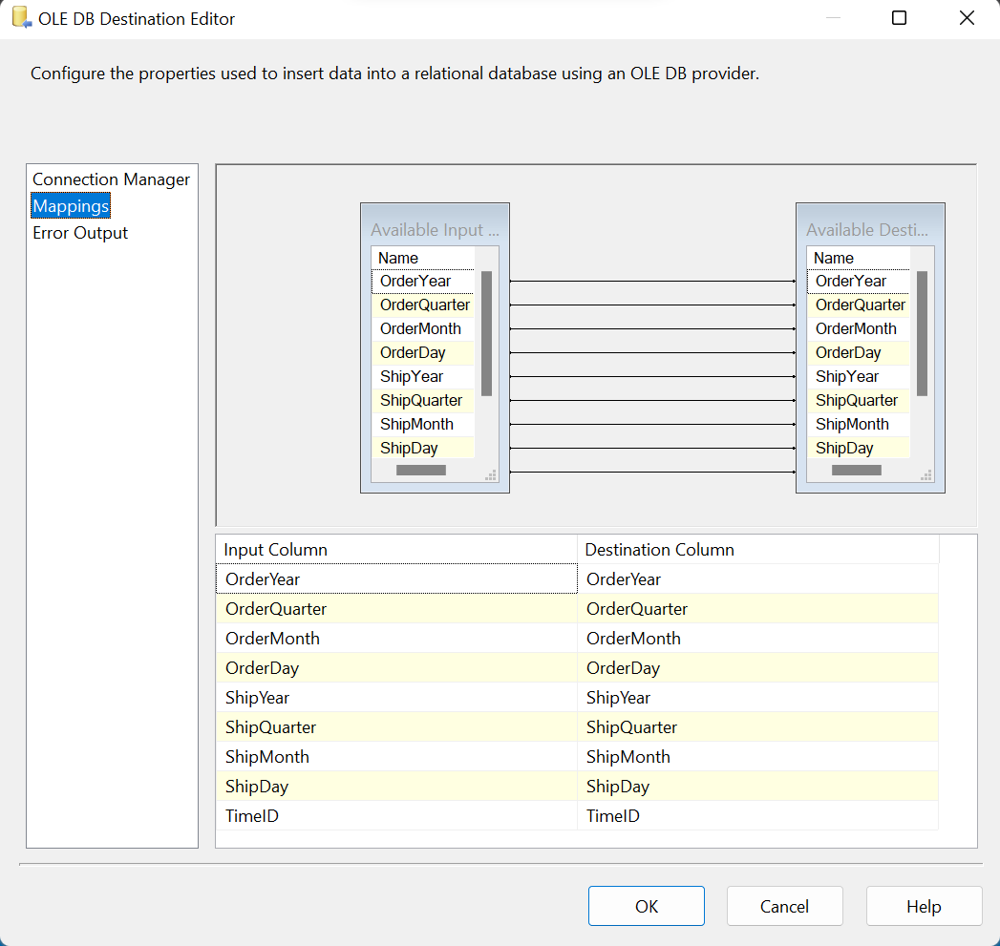 OLE DB Destination Editor
Configure the properties used to insert data into a relational database using an OLE DB provider.
Connection Manager
Mappings
Error Output
Available Input ...
Name
OrderYear
OrderQuarter
OrderMonth
OrderDay
ShipYear
ShipQuarter
ShipMonth
ShipDay
Available Desti...
Name
OrderYear
OrderQuarter
OrderMonth
OrderDay
ShipYear
ShipQuarter
ShipMonth
ShipDay
Input Column Destination Column
OrderYear OrderYear
OrderQuarter OrderQuarter
OrderMonth OrderMonth
OrderDay OrderDay
ShipYear ShipYear
ShipQuarter ShipQuarter
ShipMonth ShipMonth
ShipDay ShipDay
TimeID TimeID
OK Cancel Help